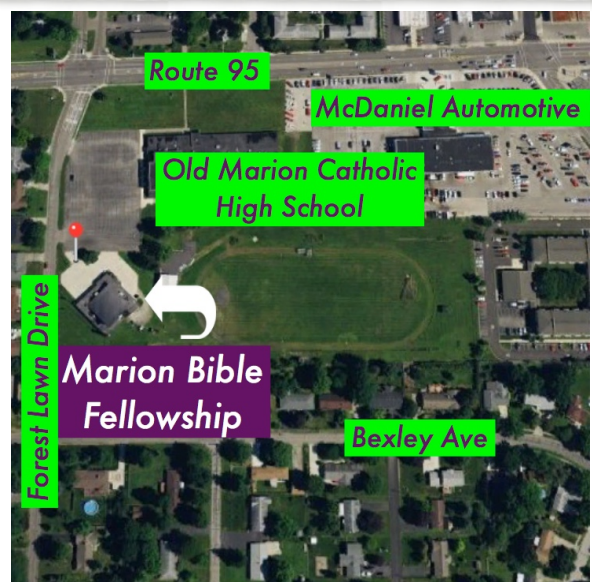 Route 95
McDaniel Automotive
Old Marion Catholic
High School
Forest Lawn Drive
Marion Bible
Fellowship
Bexley Ave